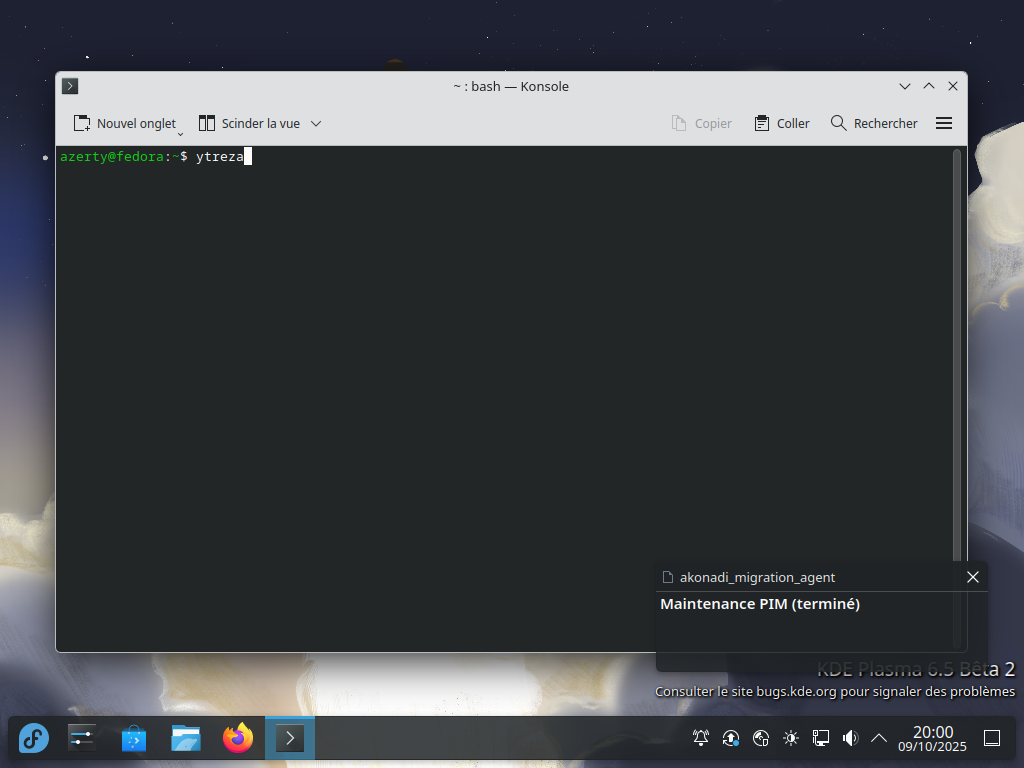 ~ : bash — Konsole
Nouvel onglet
Scinder la vue
Copier
Coller
Rechercher
azerty@fedora:~$ ytreza
akonadi_migration_agent
Maintenance PIM (terminé)
KDE Plasma 6.5 Bêta 2
Consulter le site bugs.kde.org pour signaler des problèmes
20:00
09/10/2025